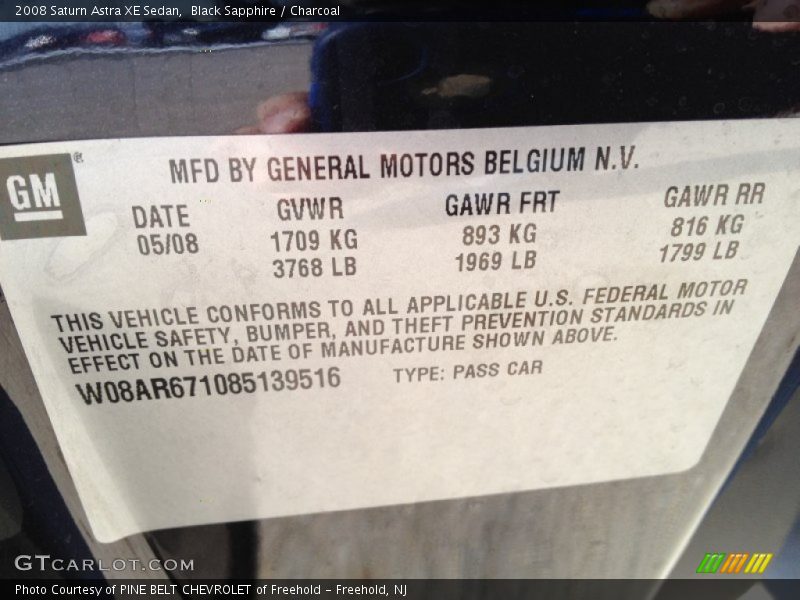 2008 Saturn Astra XE Sedan,  Black Sapphire / Charcoal
GM®
MFD BY GENERAL MOTORS BELGIUM N.V.
DATE GVWR GAWR FRT GAWR RR
05/08 1709 KG 893 KG 816 KG
3768 LB 1969 LB 1799 LB
THIS VEHICLE CONFORMS TO ALL APPLICABLE U.S. FEDERAL MOTOR
VEHICLE SAFETY, BUMPER, AND THEFT PREVENTION STANDARDS IN
EFFECT ON THE DATE OF MANUFACTURE SHOWN ABOVE.
W08AR671085139516 TYPE: PASS CAR
GTCARLOT.COM
Photo Courtesy of PINE BELT CHEVROLET of Freehold - Freehold, NJ